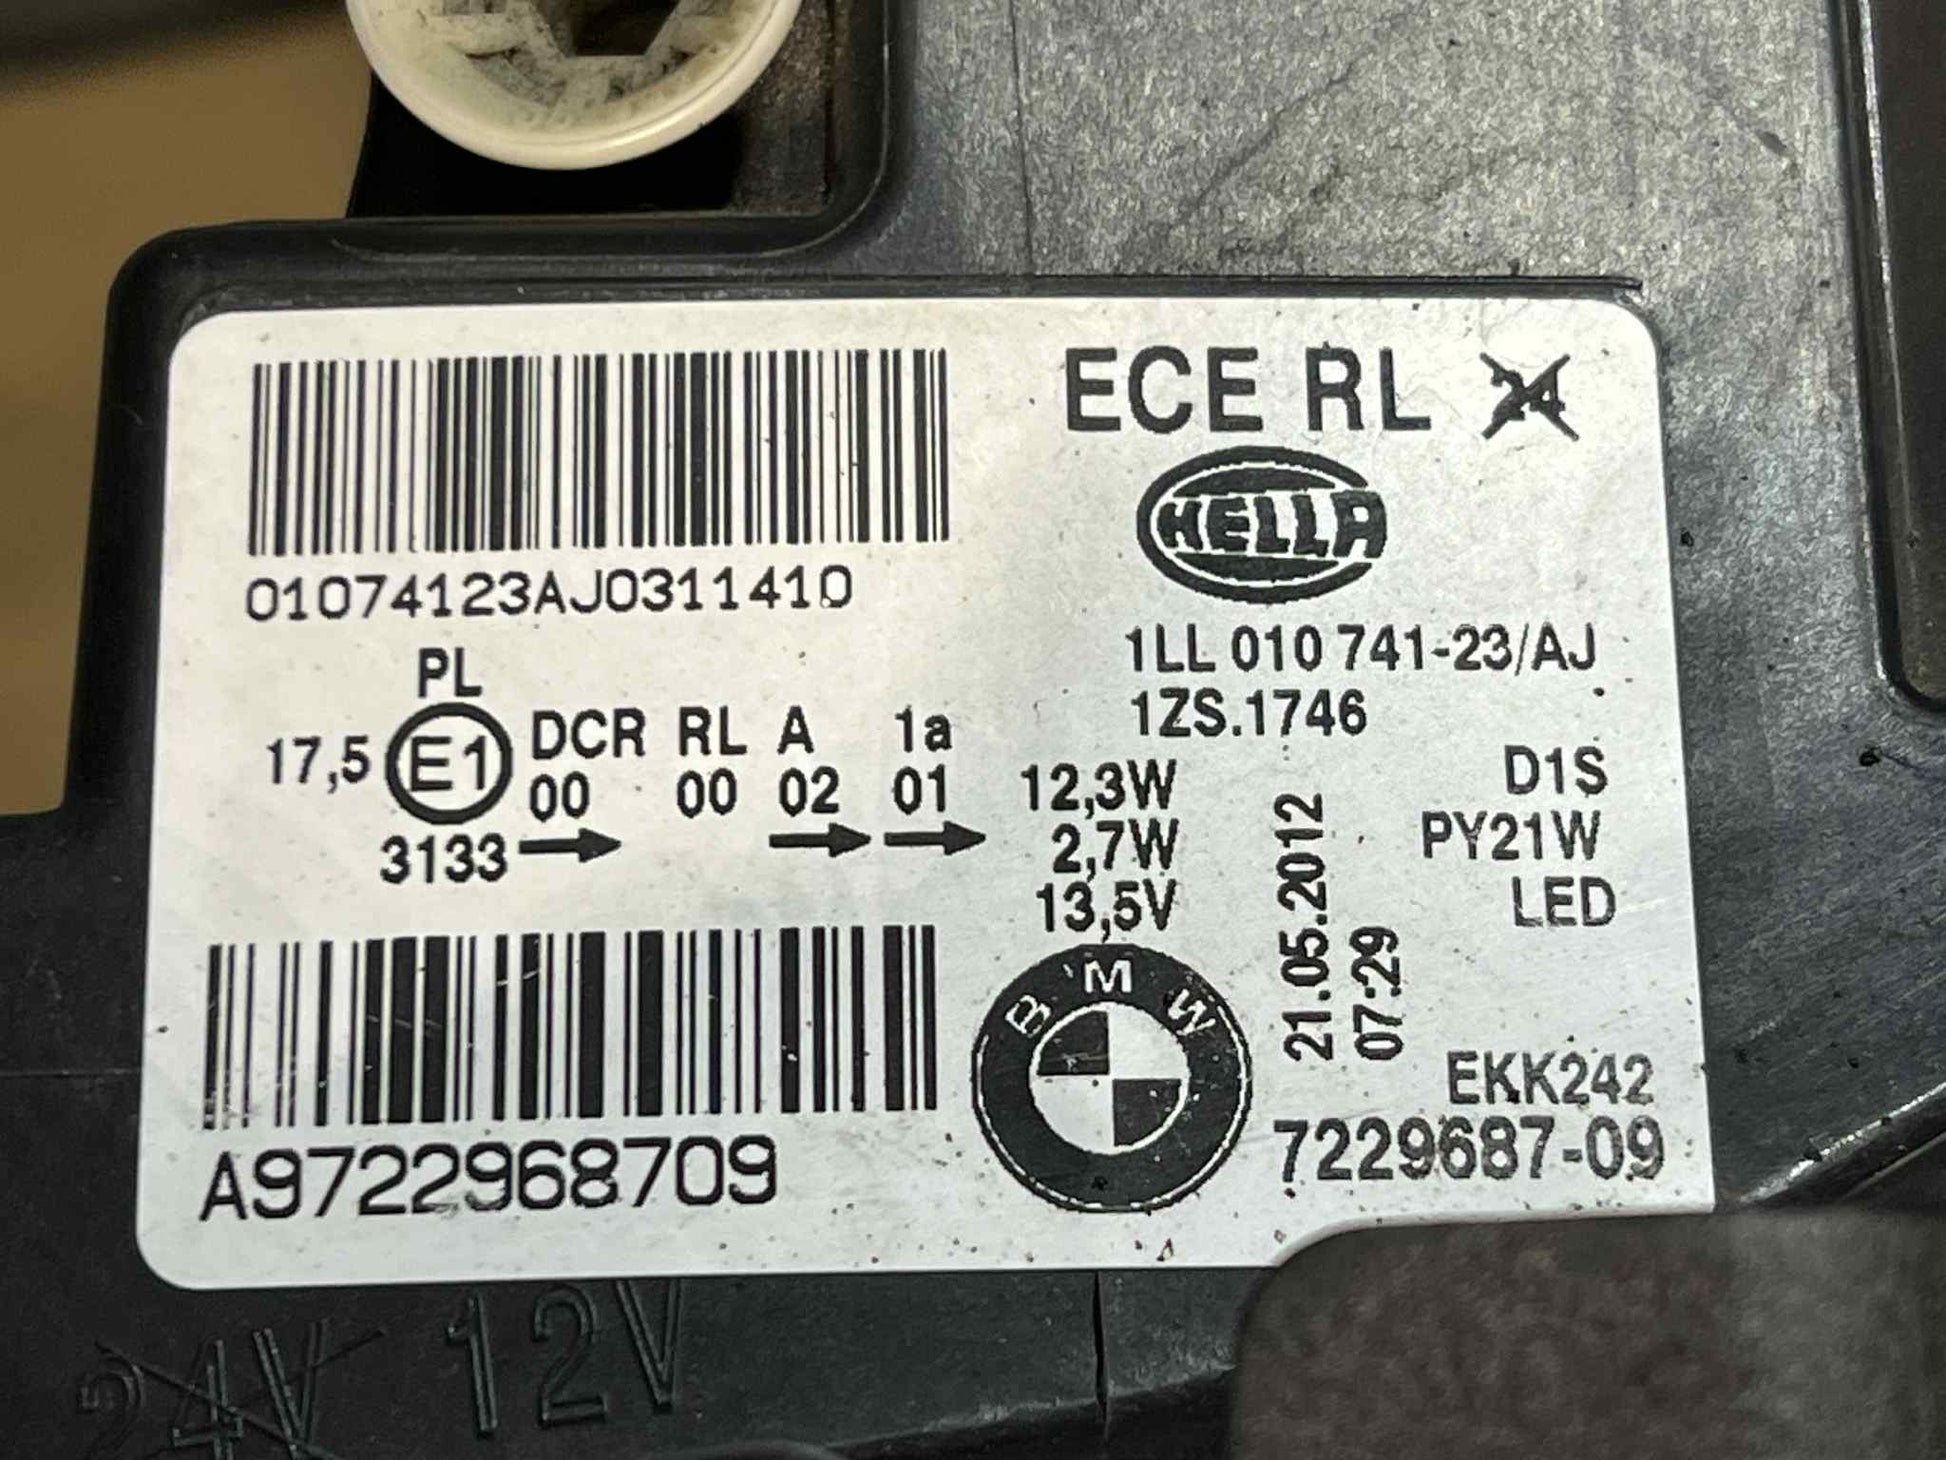 ECE RL 24
HELLA
01074123AJ0311410
1LL 010 741-23/AJ
1ZS.1746
PL
17,5 E1 DCR RL A 1a
00 00 02 01
3133
12,3W
2,7W
13,5V
21.05.2012
07:29
D1S
PY21W
LED
BMW
EKK242
7229687-09
A9722968709
24V 12V